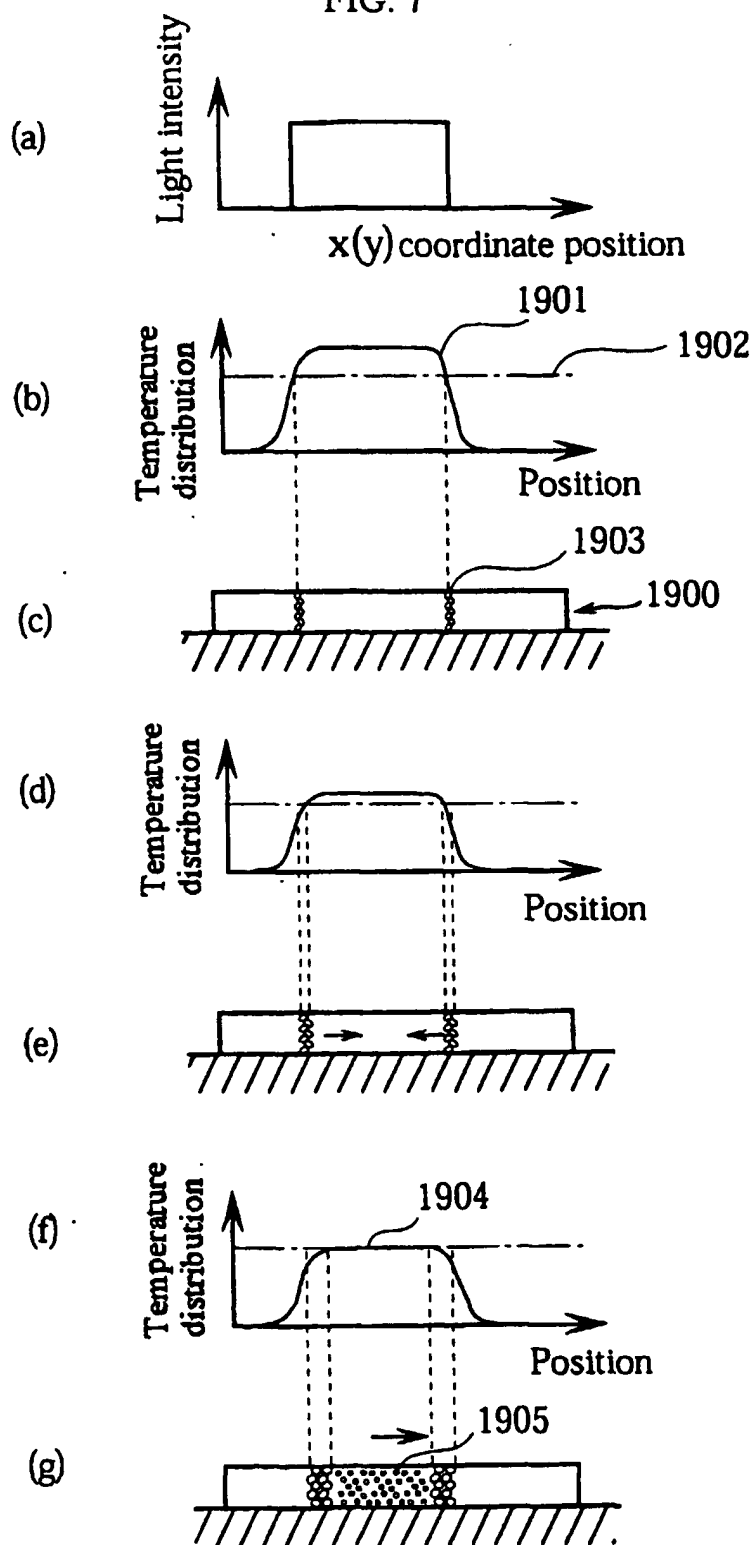 FIG. 7
(a)
Light intensity
x(y) coordinate position
(b)
Temperature
distribution
1901
1902
Position
(c)
1903
1900
(d)
Temperature
distribution
Position
(e)
(f)
Temperature
distribution
1904
Position
(g)
1905